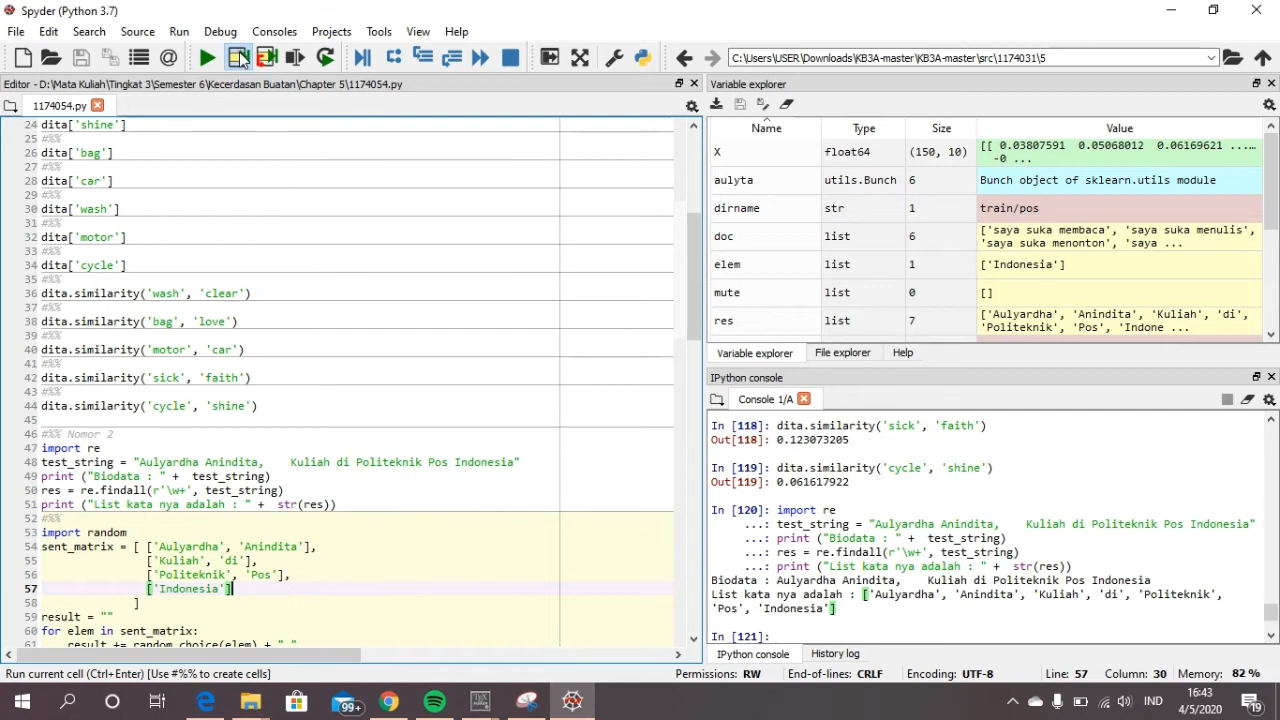 Spyder (Python 3.7)
File Edit Search Source Run Debug Consoles Projects Tools View Help
C:\Users\USER\Downloads\KB3A-master\KB3A-master\src\1174031\5
Editor - D:\Mata Kuliah\Tingkat 3\Semester 6\Kecerdasan Buatan\Chapter 5\1174054.py
1174054.py
24 dita['shine']
25 #%%
26 dita['bag']
27 #%%
28 dita['car']
29 #%%
30 dita['wash']
31 #%%
32 dita['motor']
33 #%%
34 dita['cycle']
35 #%%
36 dita.similarity('wash', 'clear')
37 #%%
38 dita.similarity('bag', 'love')
39 #%%
40 dita.similarity('motor', 'car')
41 #%%
42 dita.similarity('sick', 'faith')
43 #%%
44 dita.similarity('cycle', 'shine')
45
46 #%% Nomor 2
47 import re
48 test_string = "Aulyardha Anindita,    Kuliah di Politeknik Pos Indonesia"
49 print ("Biodata : " +  test_string)
50 res = re.findall(r'\w+', test_string)
51 print ("List kata nya adalah : " +  str(res))
52 #%%
53 import random
54 sent_matrix = [ ['Aulyardha', 'Anindita'],
55                ['Kuliah', 'di'],
56                ['Politeknik', 'Pos'],
57                ['Indonesia']
58              ]
59 result = ""
60 for elem in sent_matrix:
61     result += random.choice(elem) + " "
Run current cell (Ctrl+Enter) [Use #%% to create cells]
Variable explorer
Name Type Size Value
X float64 (150, 10) [[ 0.03807591  0.05068012  0.06169621 ...…
-0 ...
aulyta utils.Bunch 6 Bunch object of sklearn.utils module
dirname str 1 train/pos
doc list 6 ['saya suka membaca', 'saya suka menulis',
'saya suka menonton', 'saya ...
elem list 1 ['Indonesia']
mute list 0 []
res list 7 ['Aulyardha', 'Anindita', 'Kuliah', 'di',
'Politeknik', 'Pos', 'Indone ...
Variable explorer File explorer Help
IPython console
Console 1/A
In [118]: dita.similarity('sick', 'faith')
Out[118]: 0.123073205
In [119]: dita.similarity('cycle', 'shine')
Out[119]: 0.061617922
In [120]: import re
     ...: test_string = "Aulyardha Anindita,    Kuliah di Politeknik Pos Indonesia"
     ...: print ("Biodata : " +  test_string)
     ...: res = re.findall(r'\w+', test_string)
     ...: print ("List kata nya adalah : " +  str(res))
Biodata : Aulyardha Anindita,    Kuliah di Politeknik Pos Indonesia
List kata nya adalah : ['Aulyardha', 'Anindita', 'Kuliah', 'di', 'Politeknik',
'Pos', 'Indonesia']
In [121]:
IPython console History log
Permissions: RW End-of-lines: CRLF Encoding: UTF-8 Line: 57 Column: 30 Memory: 82 %
99+
IND
16:43
4/5/2020
19